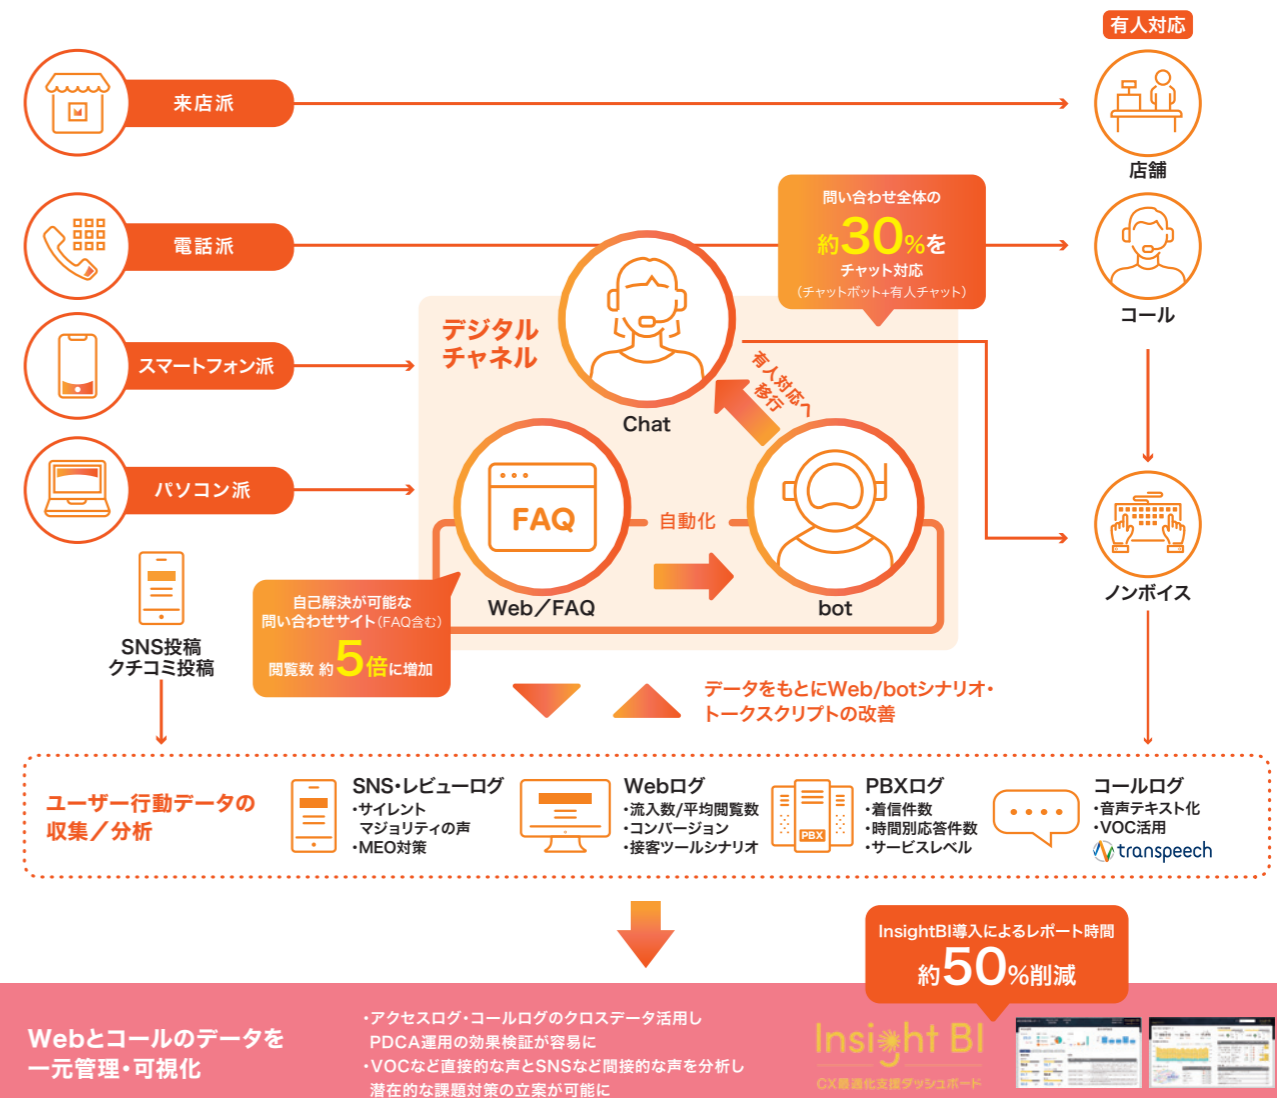 有人対応
来店派
店舗
電話派
問い合わせ全体の
約30%を
チャット対応
（チャットボット+有人チャット）
コール
デジタル
チャネル
スマートフォン派
有人対応へ
移行
Chat
パソコン派
FAQ
自動化
Web／FAQ
bot
ノンボイス
自己解決が可能な
問い合わせサイト（FAQ含む）
閲覧数 約5倍に増加
SNS投稿
クチコミ投稿
データをもとにWeb/botシナリオ・
トークスクリプトの改善
ユーザー行動データの
収集／分析
SNS・レビューログ
・サイレント
マジョリティの声
・MEO対策
Webログ
・流入数/平均閲覧数
・コンバージョン
・接客ツールシナリオ
PBX
PBXログ
・着信件数
・時間別応答件数
・サービスレベル
コールログ
・音声テキスト化
・VOC活用
transpeech
InsightBI導入によるレポート時間
約50%削減
Webとコールのデータを
一元管理・可視化
・アクセスログ・コールログのクロスデータ活用し
PDCA運用の効果検証が容易に
・VOCなど直接的な声とSNSなど間接的な声を分析し
潜在的な課題対策の立案が可能に
Insight BI
CX最適化支援ダッシュボード